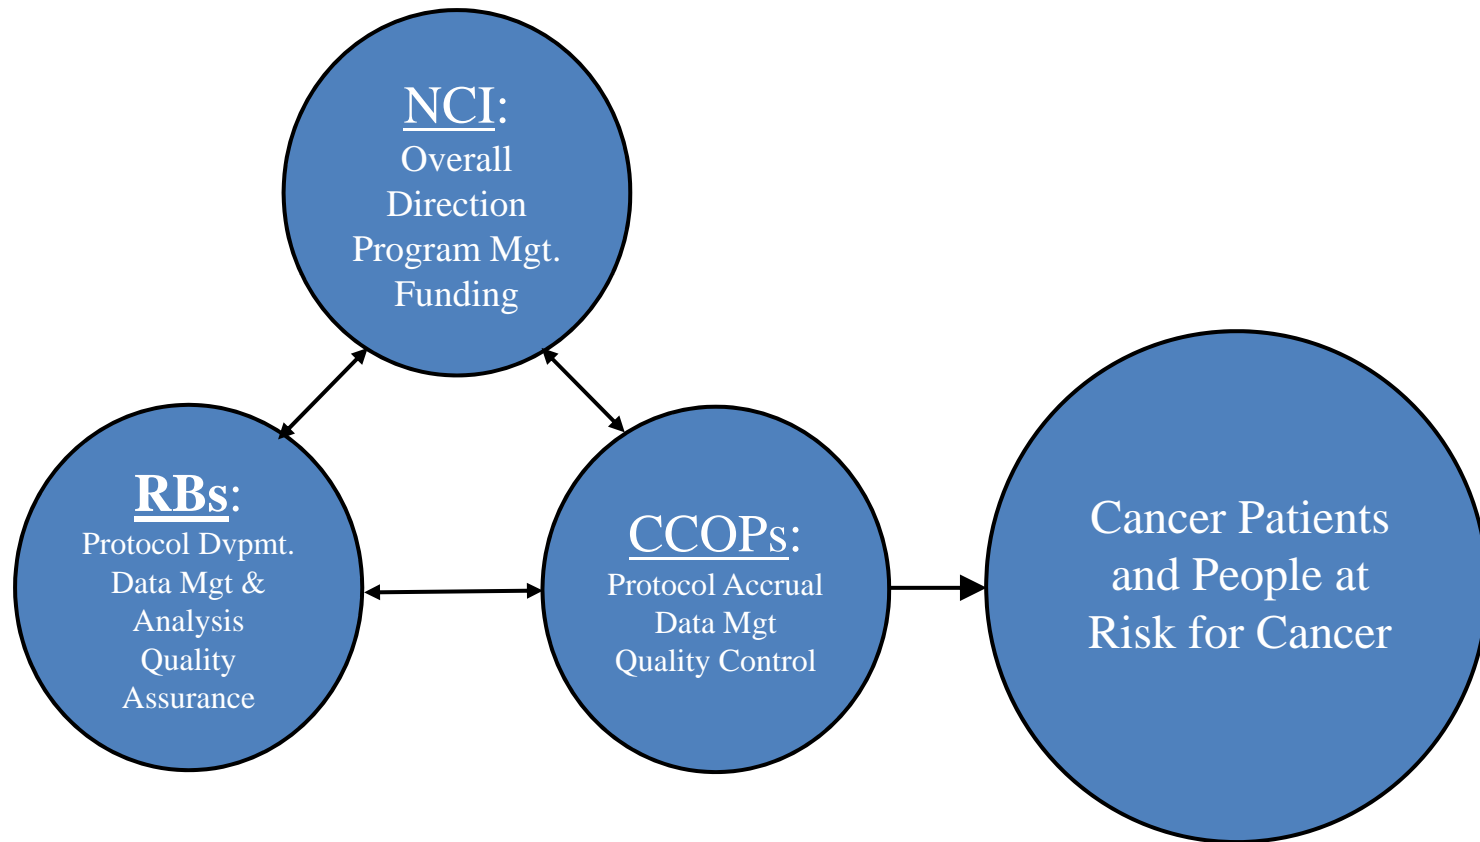 NCI:
Overall
Direction
Program Mgt.
Funding
RBs:
Protocol Dvpmt.
Data Mgt &
Analysis
Quality
Assurance
CCOPs:
Protocol Accrual
Data Mgt
Quality Control
Cancer Patients
and People at
Risk for Cancer